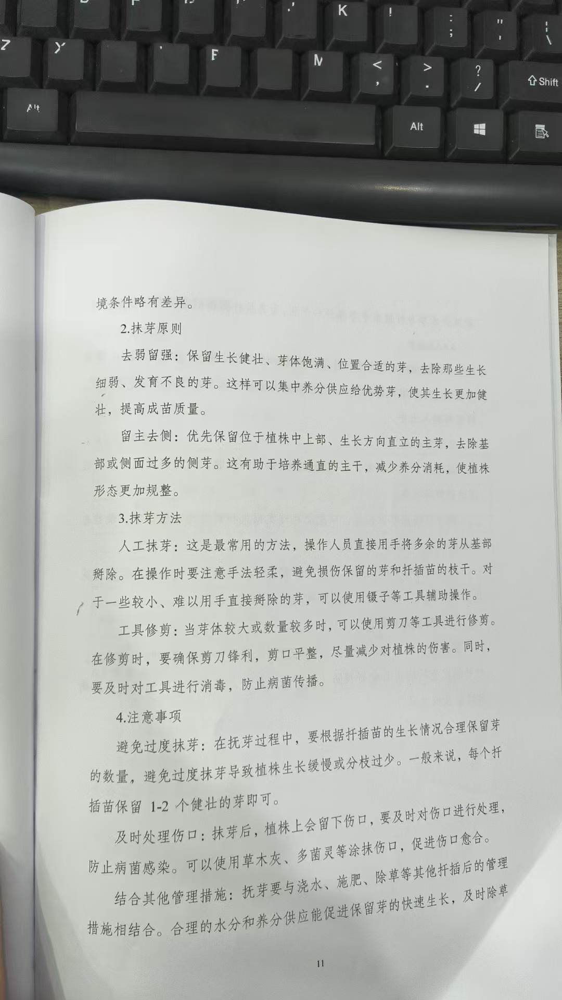 K
!
:
;
"
'
|
\
Z
Y
B
M
<
,
>
.
?
/
Shift
Alt
Alt
境条件略有差异。
2.抹芽原则
去弱留强：保留生长健壮、芽体饱满、位置合适的芽，去除那些生长
细弱、发育不良的芽。这样可以集中养分供应给优势芽，使其生长更加健
壮，提高成苗质量。
留主去侧：优先保留位于植株中上部、生长方向直立的主芽，去除基
部或侧面过多的侧芽。这有助于培养通直的主干，减少养分消耗，使植株
形态更加规整。
3.抹芽方法
人工抹芽：这是最常用的方法，操作人员直接用手将多余的芽从基部
掰除。在操作时要注意手法轻柔，避免损伤保留的芽和扦插苗的枝干。对
于一些较小、难以用手直接掰除的芽，可以使用镊子等工具辅助操作。
工具修剪：当芽体较大或数量较多时，可以使用剪刀等工具进行修剪。
在修剪时，要确保剪刀锋利，剪口平整，尽量减少对植株的伤害。同时，
要及时对工具进行消毒，防止病菌传播。
4.注意事项
避免过度抹芽：在抚芽过程中，要根据扦插苗的生长情况合理保留芽
的数量，避免过度抹芽导致植株生长缓慢或分枝过少。一般来说，每个扦
插苗保留 1-2 个健壮的芽即可。
及时处理伤口：抹芽后，植株上会留下伤口，要及时对伤口进行处理，
防止病菌感染。可以使用草木灰、多菌灵等涂抹伤口，促进伤口愈合。
结合其他管理措施：抚芽要与浇水、施肥、除草等其他扦插后的管理
措施相结合。合理的水分和养分供应能促进保留芽的快速生长，及时除草
11